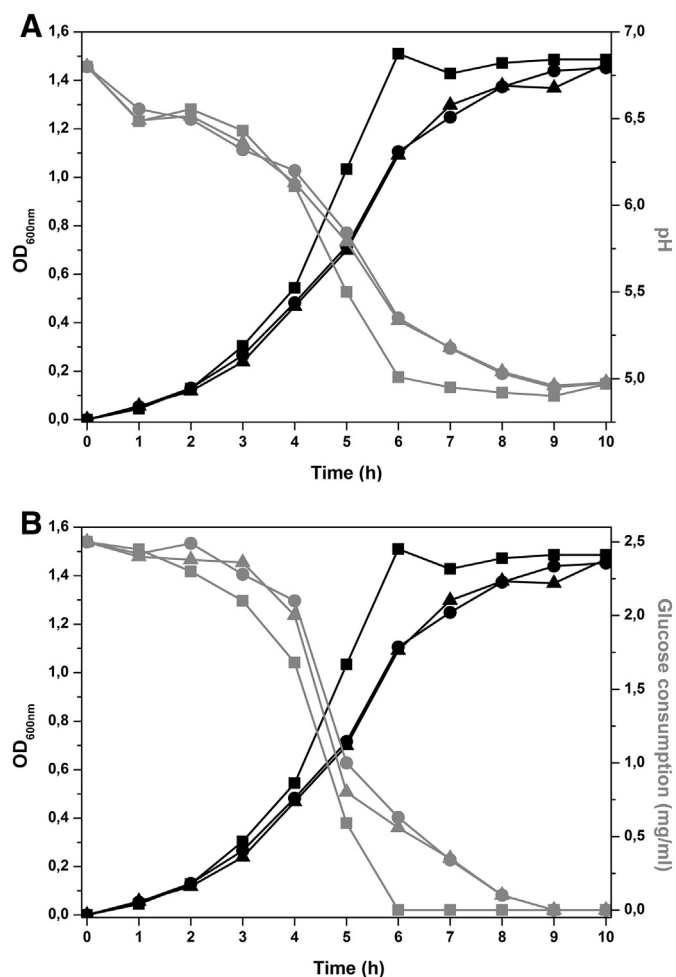 A
1,6
1,4
1,2
1,0
0,8
0,6
0,4
0,2
0,0
OD600nm
7,0
6,5
6,0
5,5
5,0
pH
0 1 2 3 4 5 6 7 8 9 10
Time (h)
B
1,6
1,4
1,2
1,0
0,8
0,6
0,4
0,2
0,0
OD600nm
2,5
2,0
1,5
1,0
0,5
0,0
Glucose consumption (mg/ml)
0 1 2 3 4 5 6 7 8 9 10
Time (h)